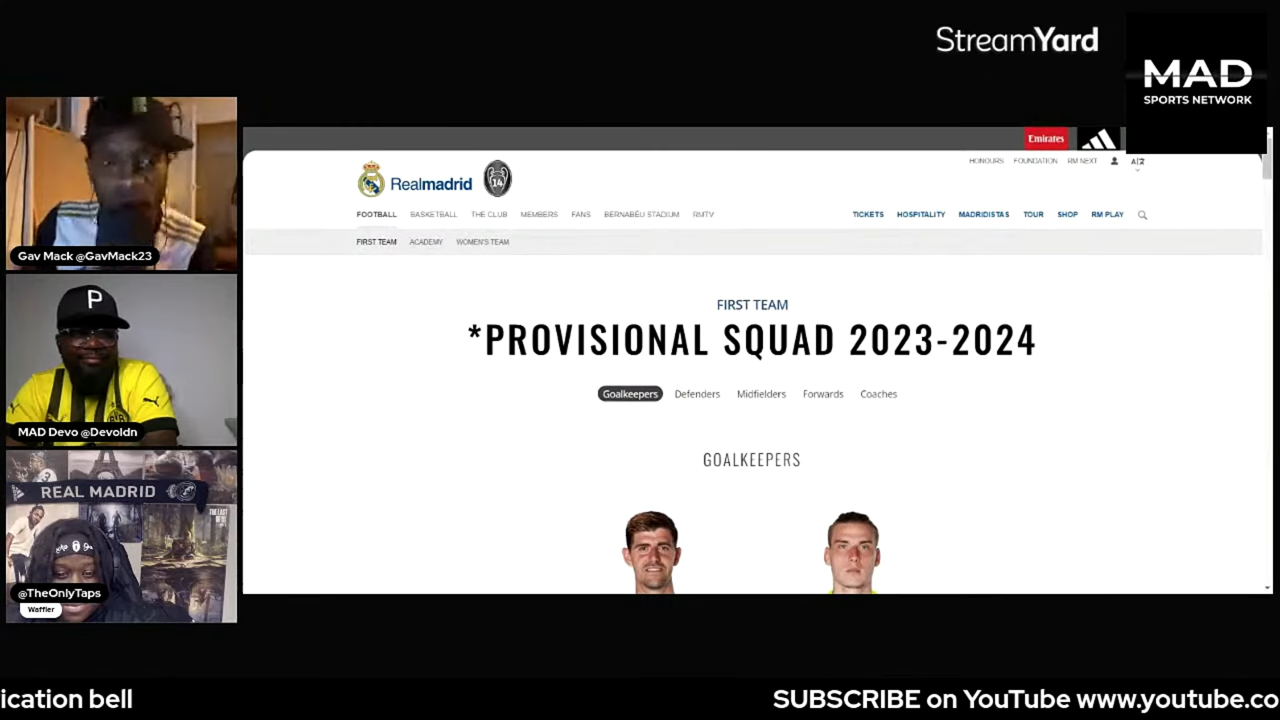 StreamYard
MAD
SPORTS NETWORK
Emirates
HONOURS FOUNDATION RM NEXT
Realmadrid 14
FOOTBALL BASKETBALL THE CLUB MEMBERS FANS BERNABÉU STADIUM RMTV TICKETS HOSPITALITY MADRIDISTAS TOUR SHOP RM PLAY
FIRST TEAM ACADEMY WOMEN'S TEAM
FIRST TEAM
*PROVISIONAL SQUAD 2023-2024
Goalkeepers Defenders Midfielders Forwards Coaches
GOALKEEPERS
Gav Mack @GavMack23
P
MAD Devo @Devoldn
REAL MADRID
@TheOnlyTaps
Waffler
ication bell SUBSCRIBE on YouTube www.youtube.co